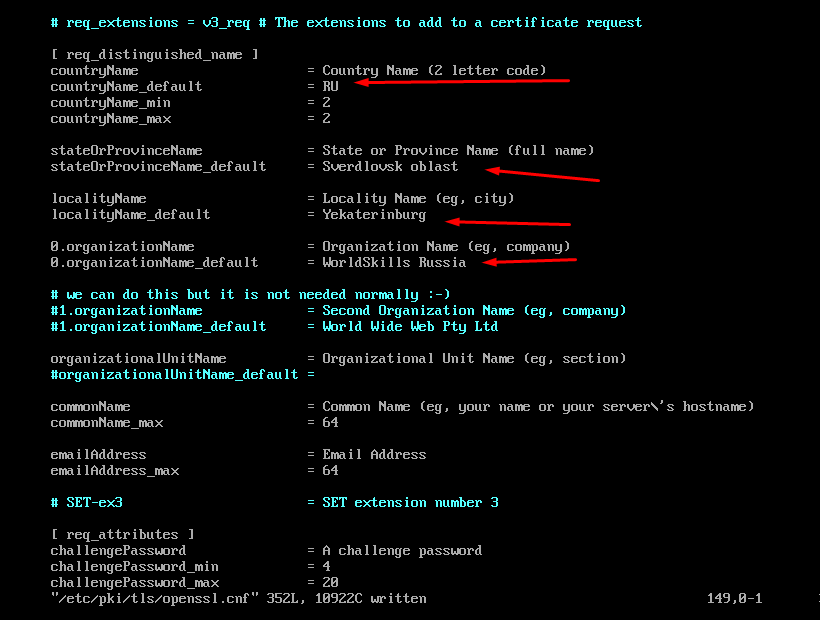 # req_extensions = v3_req # The extensions to add to a certificate request
[ req_distinguished_name ]
countryName = Country Name (2 letter code)
countryName_default = RU
countryName_min = 2
countryName_max = 2
stateOrProvinceName = State or Province Name (full name)
stateOrProvinceName_default = Sverdlovsk oblast
localityName = Locality Name (eg, city)
localityName_default = Yekaterinburg
0.organizationName = Organization Name (eg, company)
0.organizationName_default = WorldSkills Russia
# we can do this but it is not needed normally :-)
#1.organizationName = Second Organization Name (eg, company)
#1.organizationName_default = World Wide Web Pty Ltd
organizationalUnitName = Organizational Unit Name (eg, section)
#organizationalUnitName_default =
commonName = Common Name (eg, your name or your server\'s hostname)
commonName_max = 64
emailAddress = Email Address
emailAddress_max = 64
# SET-ex3 = SET extension number 3
[ req_attributes ]
challengePassword = A challenge password
challengePassword_min = 4
challengePassword_max = 20
"/etc/pki/tls/openssl.cnf" 352L, 10922C written 149,0-1